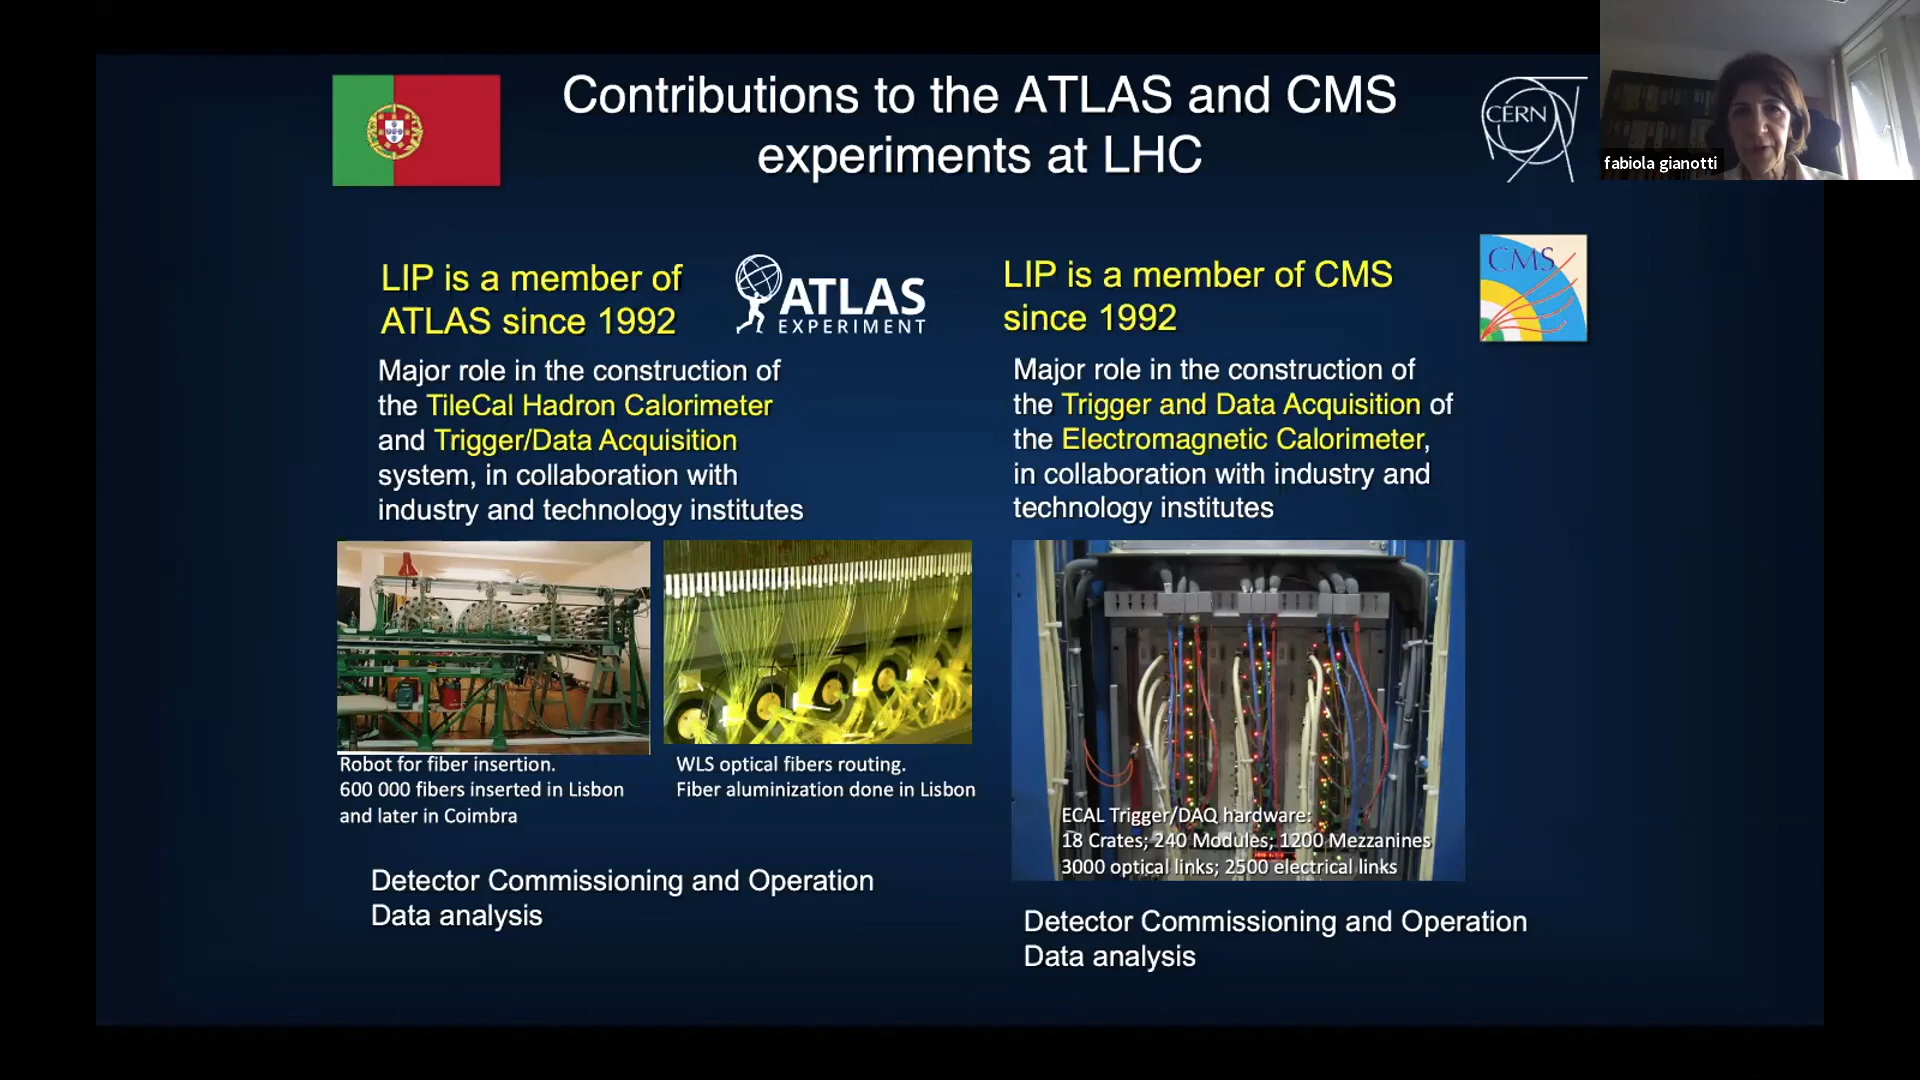 Contributions to the ATLAS and CMS
experiments at LHC
CERN
fabiola gianotti
LIP is a member of
ATLAS since 1992
ATLAS
EXPERIMENT
Major role in the construction of
the TileCal Hadron Calorimeter
and Trigger/Data Acquisition
system, in collaboration with
industry and technology institutes
Robot for fiber insertion.
600 000 fibers inserted in Lisbon
and later in Coimbra
WLS optical fibers routing.
Fiber aluminization done in Lisbon
Detector Commissioning and Operation
Data analysis
LIP is a member of CMS
since 1992
CMS
Major role in the construction of
the Trigger and Data Acquisition of
the Electromagnetic Calorimeter,
in collaboration with industry and
technology institutes
ECAL Trigger/DAQ hardware:
18 Crates; 240 Modules; 1200 Mezzanines
3000 optical links; 2500 electrical links
Detector Commissioning and Operation
Data analysis